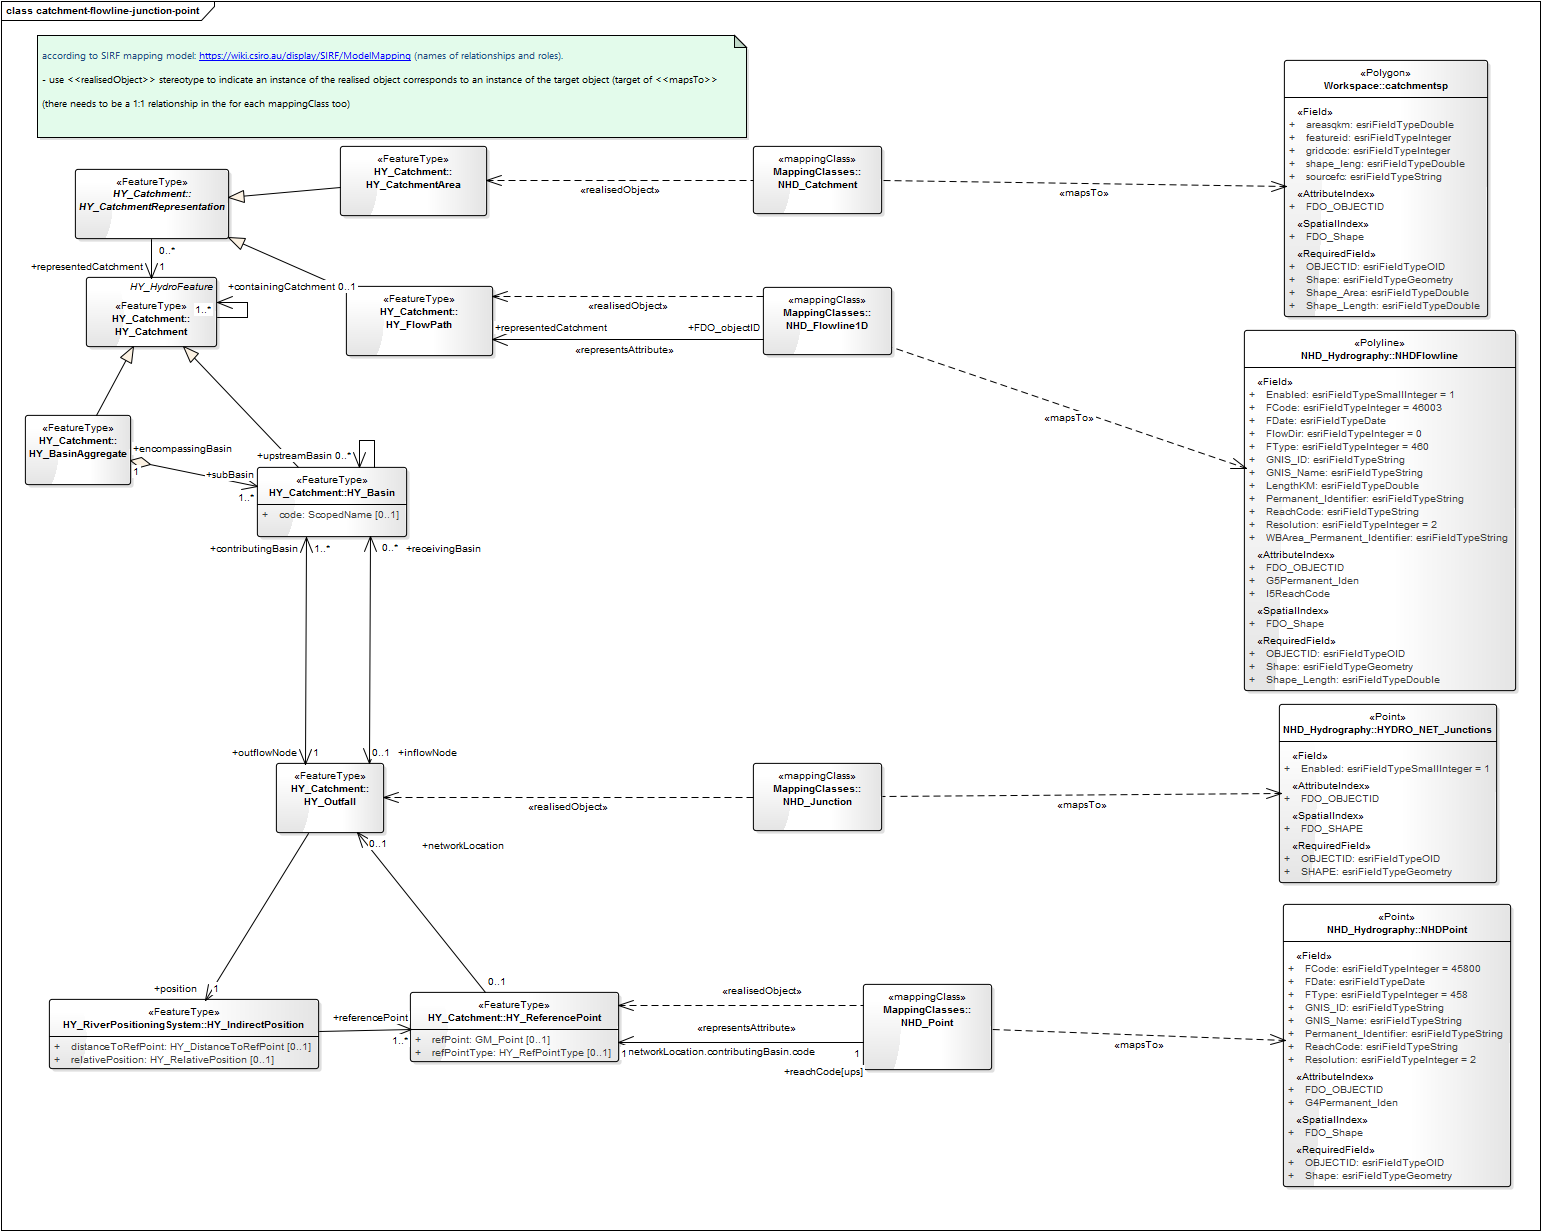 class catchment-flowline-junction-point
according to SIRF mapping model: https://wiki.csiro.au/display/SIRF/ModelMapping (names of relationships and roles).
- use <<realisedObject>> stereotype to indicate an instance of the realised object corresponds to an instance of the target object (target of <<mapsTo>>
(there needs to be a 1:1 relationship in the for each mappingClass too)
«FeatureType»
HY_Catchment::
HY_CatchmentRepresentation
«FeatureType»
HY_Catchment::
HY_CatchmentArea
«realisedObject»
«mappingClass»
MappingClasses::
NHD_Catchment
«mapsTo»
«Polygon»
Workspace::catchmentsp
«Field»
+ areasqkm: esriFieldTypeDouble
+ featureid: esriFieldTypeInteger
+ gridcode: esriFieldTypeInteger
+ shape_leng: esriFieldTypeDouble
+ sourcefc: esriFieldTypeString
«AttributeIndex»
+ FDO_OBJECTID
«SpatialIndex»
+ FDO_Shape
«RequiredField»
+ OBJECTID: esriFieldTypeOID
+ Shape: esriFieldTypeGeometry
+ Shape_Area: esriFieldTypeDouble
+ Shape_Length: esriFieldTypeDouble
0..*
+representedCatchment
1
HY_HydroFeature
«FeatureType»
HY_Catchment::
HY_Catchment
1..*
+containingCatchment 0..1
«FeatureType»
HY_Catchment::
HY_FlowPath
«realisedObject»
+representedCatchment
+FDO_objectID
«representsAttribute»
«mappingClass»
MappingClasses::
NHD_Flowline1D
«mapsTo»
«Polyline»
NHD_Hydrography::NHDFlowline
«Field»
+ Enabled: esriFieldTypeSmallInteger = 1
+ FCode: esriFieldTypeInteger = 46003
+ FDate: esriFieldTypeDate
+ FlowDir: esriFieldTypeInteger = 0
+ FType: esriFieldTypeInteger = 460
+ GNIS_ID: esriFieldTypeString
+ GNIS_Name: esriFieldTypeString
+ LengthKM: esriFieldTypeDouble
+ Permanent_Identifier: esriFieldTypeString
+ ReachCode: esriFieldTypeString
+ Resolution: esriFieldTypeInteger = 2
+ WBArea_Permanent_Identifier: esriFieldTypeString
«AttributeIndex»
+ FDO_OBJECTID
+ G5Permanent_Iden
+ I5ReachCode
«SpatialIndex»
+ FDO_Shape
«RequiredField»
+ OBJECTID: esriFieldTypeOID
+ Shape: esriFieldTypeGeometry
+ Shape_Length: esriFieldTypeDouble
«FeatureType»
HY_Catchment::
HY_BasinAggregate
+encompassingBasin
1
+subBasin
1..*
+upstreamBasin 0..*
«FeatureType»
HY_Catchment::HY_Basin
+ code: ScopedName [0..1]
+contributingBasin
1..*
0..*
+receivingBasin
+outflowNode
1
0..1
+inflowNode
«FeatureType»
HY_Catchment::
HY_Outfall
«realisedObject»
«mappingClass»
MappingClasses::
NHD_Junction
«mapsTo»
«Point»
NHD_Hydrography::HYDRO_NET_Junctions
«Field»
+ Enabled: esriFieldTypeSmallInteger = 1
«AttributeIndex»
+ FDO_OBJECTID
«SpatialIndex»
+ FDO_SHAPE
«RequiredField»
+ OBJECTID: esriFieldTypeOID
+ SHAPE: esriFieldTypeGeometry
0..1
+networkLocation
0..1
+position
1
«FeatureType»
HY_RiverPositioningSystem::HY_IndirectPosition
+ distanceToRefPoint: HY_DistanceToRefPoint [0..1]
+ relativePosition: HY_RelativePosition [0..1]
+referencePoint
1..*
«FeatureType»
HY_Catchment::HY_ReferencePoint
+ refPoint: GM_Point [0..1]
+ refPointType: HY_RefPointType [0..1]
«realisedObject»
«representsAttribute»
1
networkLocation.contributingBasin.code
1
+reachCode[ups]
«mappingClass»
MappingClasses::
NHD_Point
«mapsTo»
«Point»
NHD_Hydrography::NHDPoint
«Field»
+ FCode: esriFieldTypeInteger = 45800
+ FDate: esriFieldTypeDate
+ FType: esriFieldTypeInteger = 458
+ GNIS_ID: esriFieldTypeString
+ GNIS_Name: esriFieldTypeString
+ Permanent_Identifier: esriFieldTypeString
+ ReachCode: esriFieldTypeString
+ Resolution: esriFieldTypeInteger = 2
«AttributeIndex»
+ FDO_OBJECTID
+ G4Permanent_Iden
«SpatialIndex»
+ FDO_Shape
«RequiredField»
+ OBJECTID: esriFieldTypeOID
+ Shape: esriFieldTypeGeometry